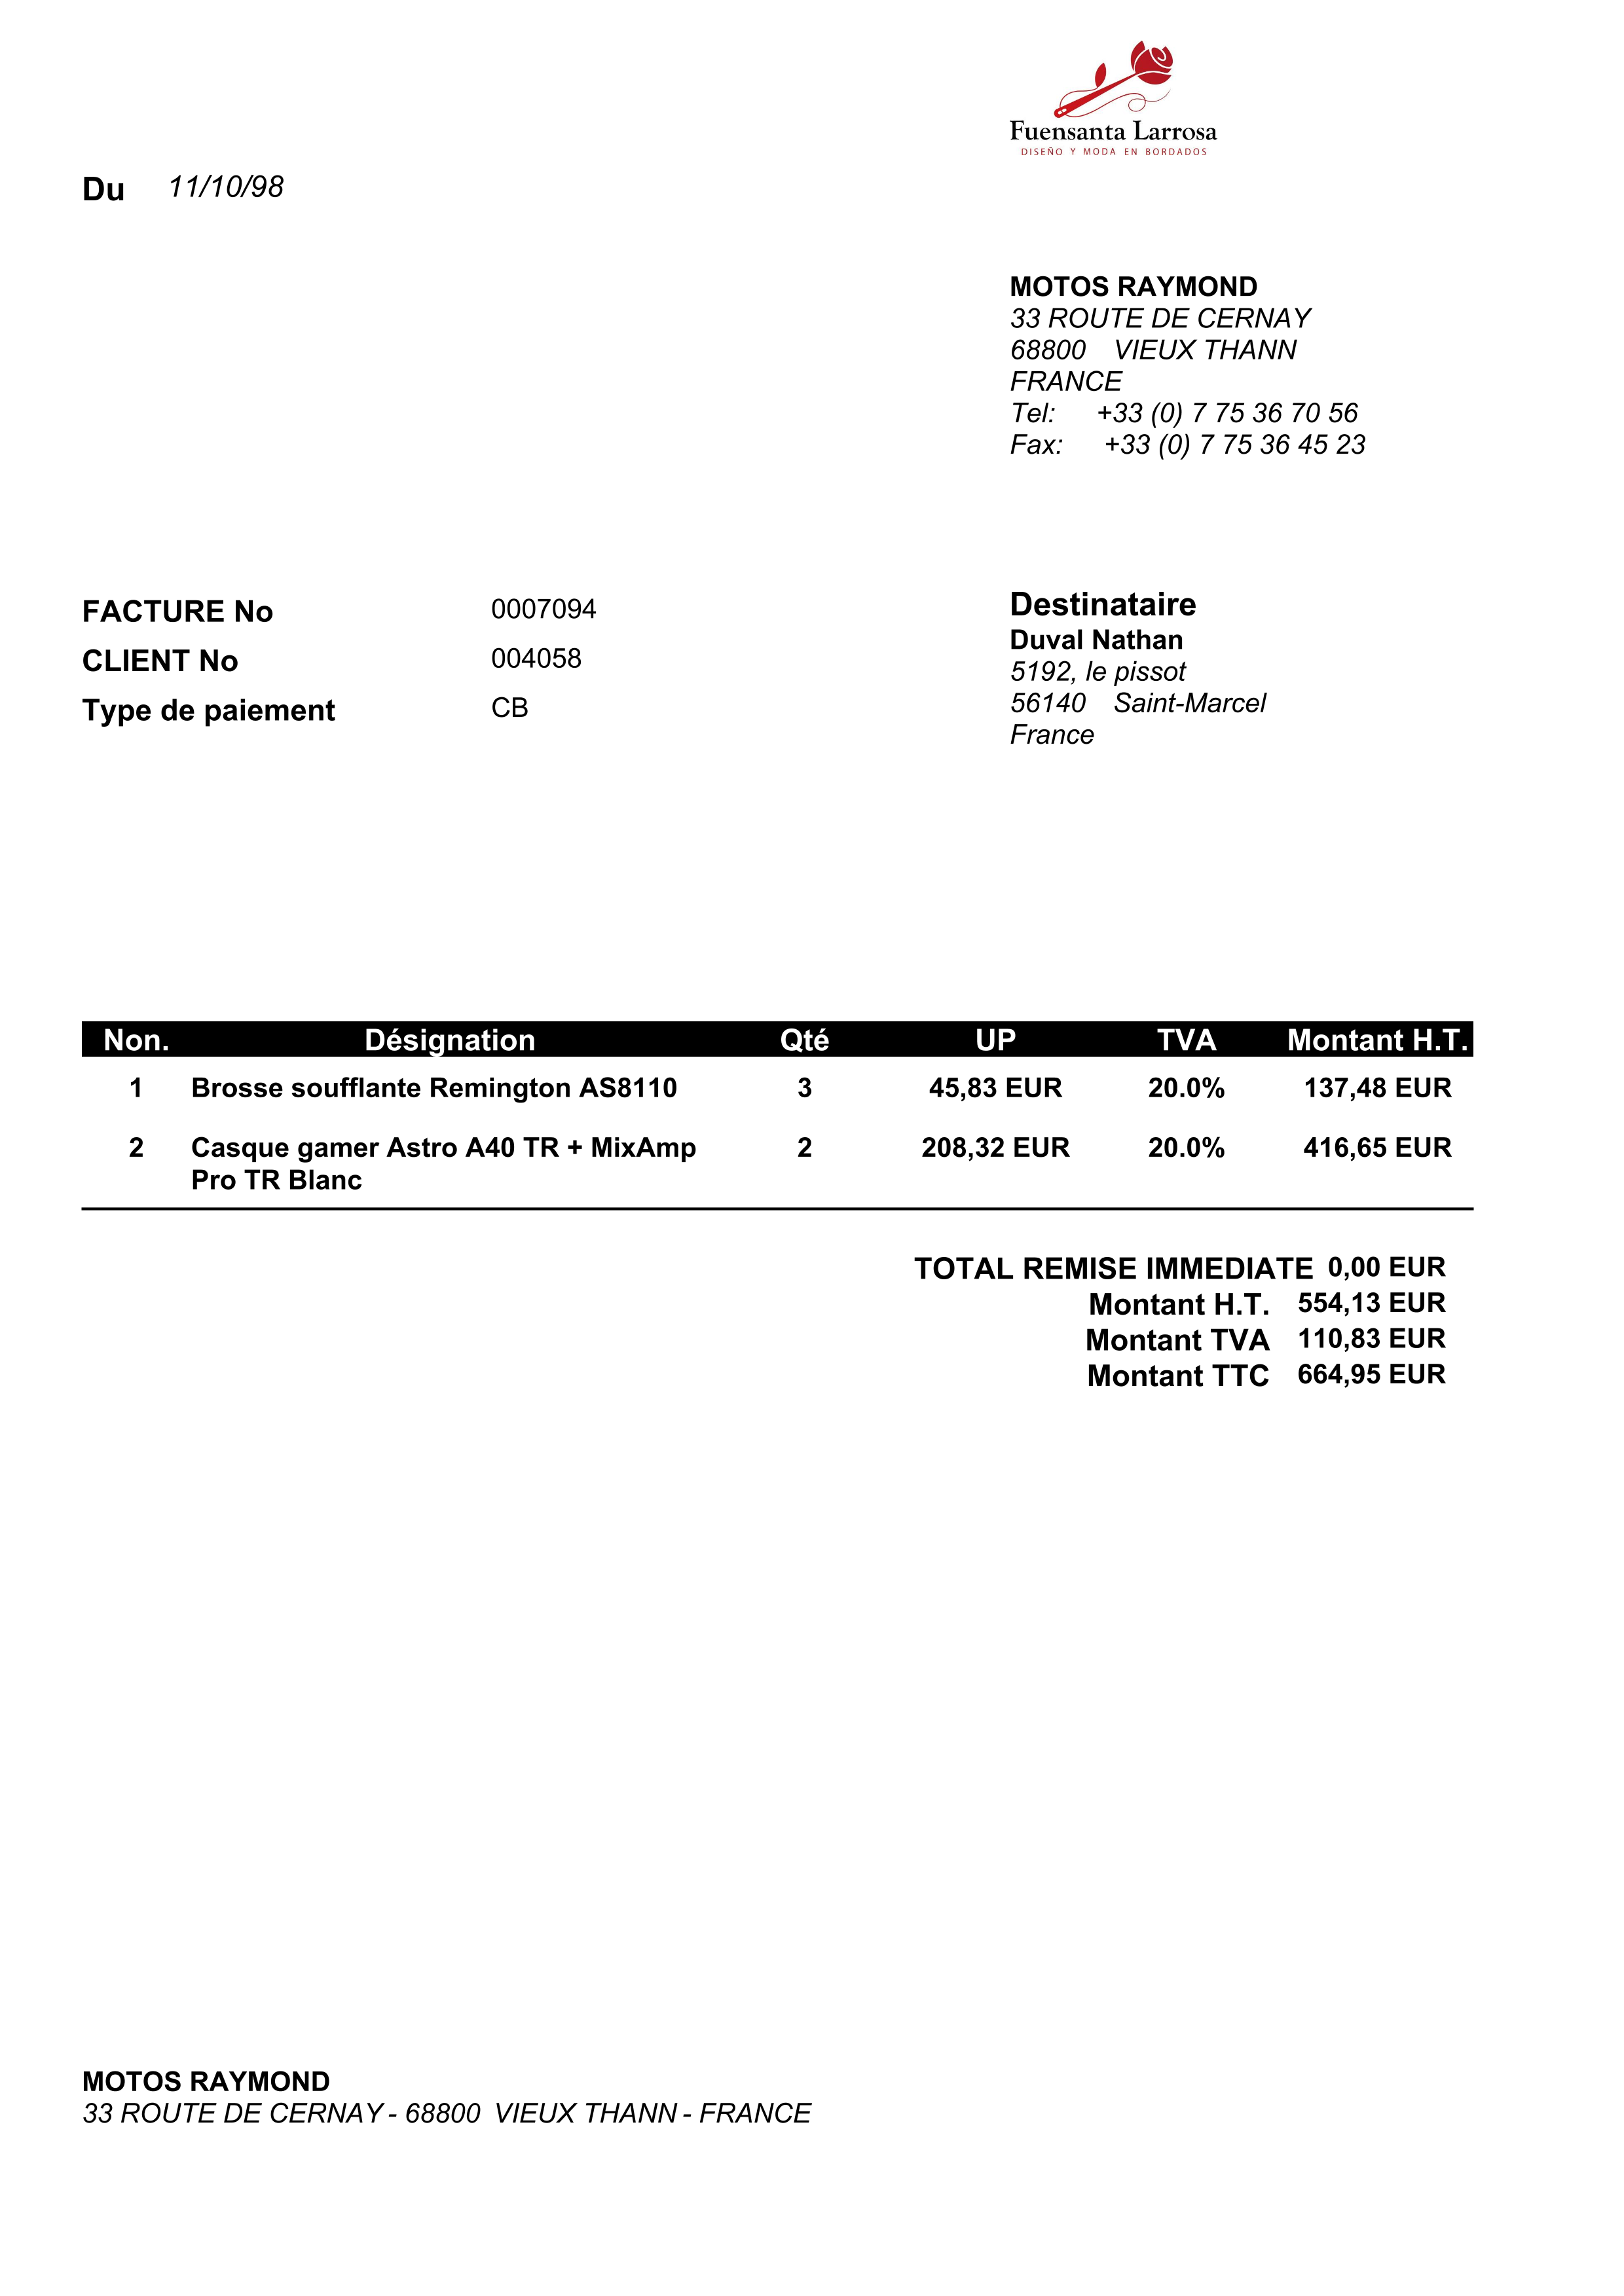 Fuensanta Larrosa
DISEÑO Y MODA EN BORDADOS
Du 11/10/98
MOTOS RAYMOND
33 ROUTE DE CERNAY
68800 VIEUX THANN
FRANCE
Tel: +33 (0) 7 75 36 70 56
Fax: +33 (0) 7 75 36 45 23
FACTURE No 0007094
CLIENT No 004058
Type de paiement CB
Destinataire
Duval Nathan
5192, le pissot
56140 Saint-Marcel
France
Non. Désignation Qté UP TVA Montant H.T.
1 Brosse soufflante Remington AS8110 3 45,83 EUR 20.0% 137,48 EUR
2 Casque gamer Astro A40 TR + MixAmp 2 208,32 EUR 20.0% 416,65 EUR
Pro TR Blanc
TOTAL REMISE IMMEDIATE 0,00 EUR
Montant H.T. 554,13 EUR
Montant TVA 110,83 EUR
Montant TTC 664,95 EUR
MOTOS RAYMOND
33 ROUTE DE CERNAY - 68800 VIEUX THANN - FRANCE